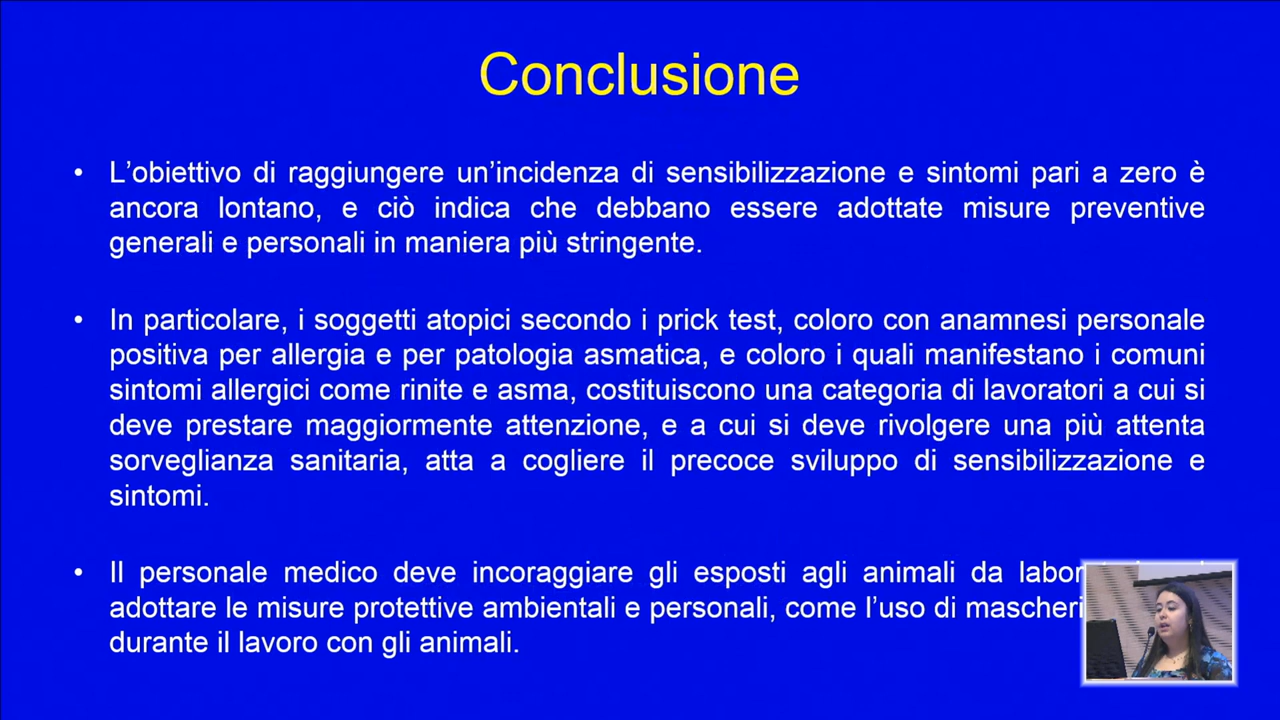 Conclusione
• L’obiettivo di raggiungere un’incidenza di sensibilizzazione e sintomi pari a zero è
ancora lontano, e ciò indica che debbano essere adottate misure preventive
generali e personali in maniera più stringente.
• In particolare, i soggetti atopici secondo i prick test, coloro con anamnesi personale
positiva per allergia e per patologia asmatica, e coloro i quali manifestano i comuni
sintomi allergici come rinite e asma, costituiscono una categoria di lavoratori a cui si
deve prestare maggiormente attenzione, e a cui si deve rivolgere una più attenta
sorveglianza sanitaria, atta a cogliere il precoce sviluppo di sensibilizzazione e
sintomi.
• Il personale medico deve incoraggiare gli esposti agli animali da
adottare le misure protettive ambientali e personali, come l’uso di
durante il lavoro con gli animali.